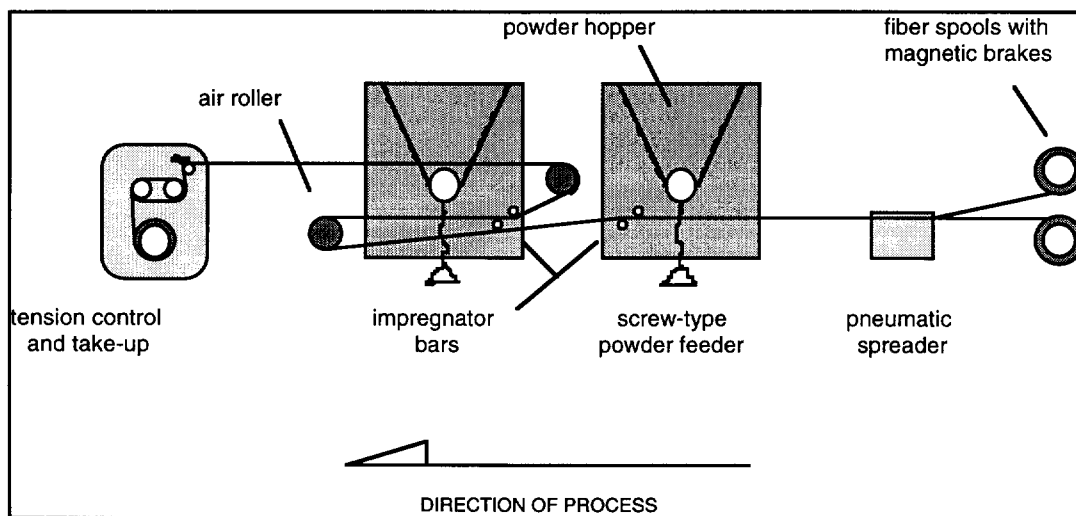 powder hopper
fiber spools with
magnetic brakes
air roller
tension control
and take-up
impregnator
bars
screw-type
powder feeder
pneumatic
spreader
DIRECTION OF PROCESS